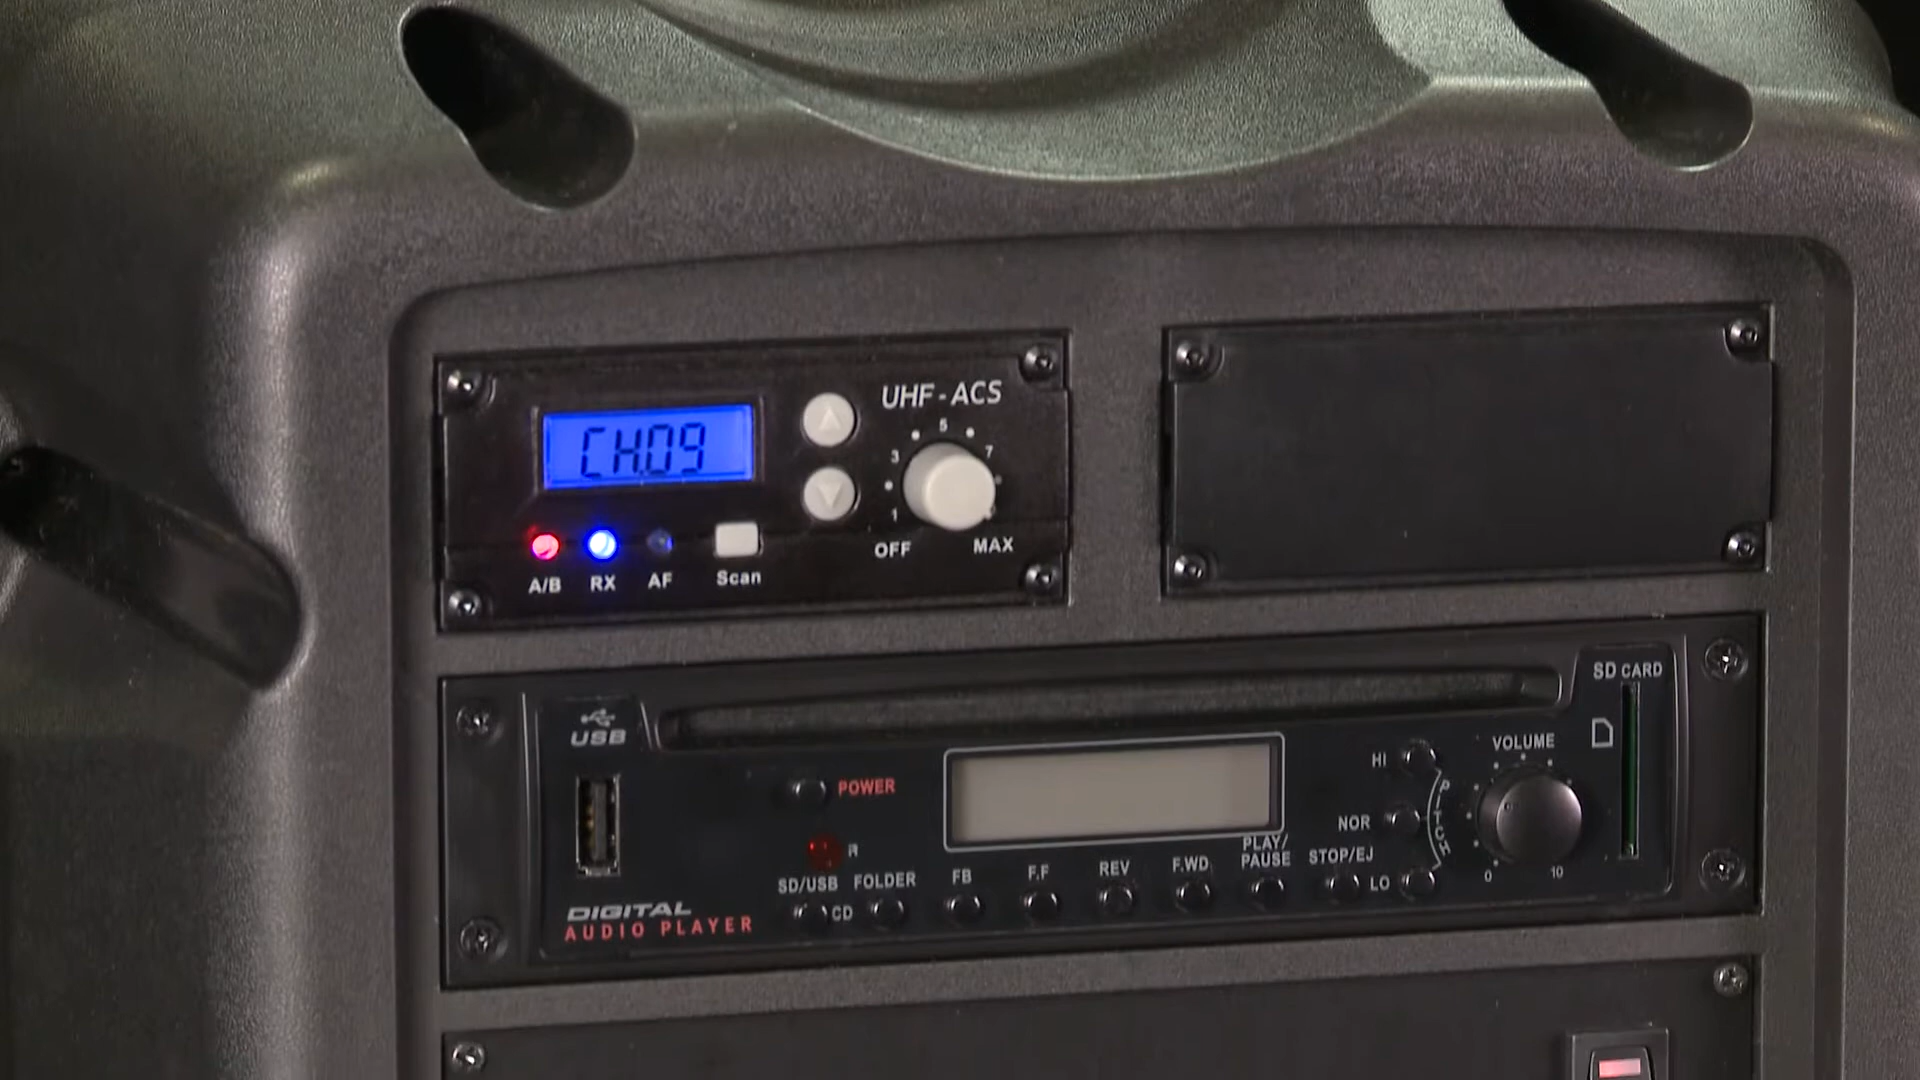 UHF-ACS
CH.09
1
3
5
7
OFF
MAX
A/B
RX
AF
Scan
USB
POWER
R
SD/USB
CD
FOLDER
FB
F.F
REV
F.WD
PLAY/
PAUSE
STOP/EJ
HI
NOR
LO
PITCH
VOLUME
0
10
SD CARD
DIGITAL
AUDIO PLAYER